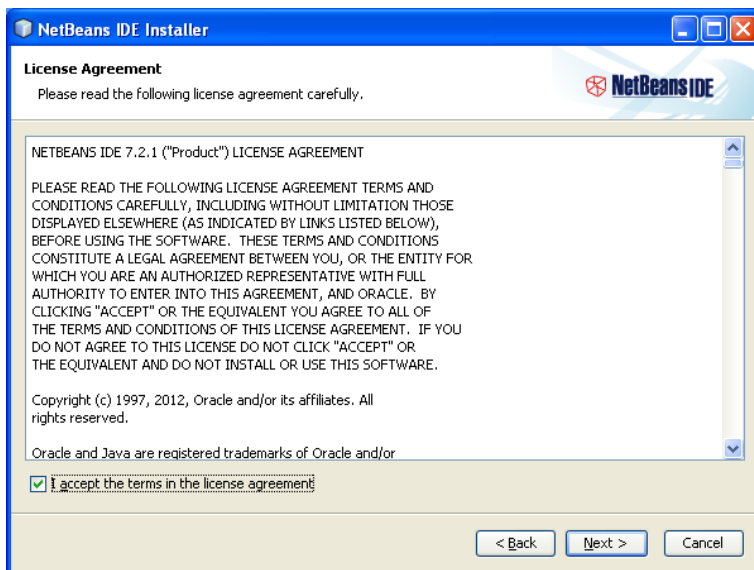 NetBeans IDE Installer
License Agreement
Please read the following license agreement carefully.
NetBeans IDE
NETBEANS IDE 7.2.1 ("Product") LICENSE AGREEMENT
PLEASE READ THE FOLLOWING LICENSE AGREEMENT TERMS AND
CONDITIONS CAREFULLY, INCLUDING WITHOUT LIMITATION THOSE
DISPLAYED ELSEWHERE (AS INDICATED BY LINKS LISTED BELOW),
BEFORE USING THE SOFTWARE.  THESE TERMS AND CONDITIONS
CONSTITUTE A LEGAL AGREEMENT BETWEEN YOU, OR THE ENTITY FOR
WHICH YOU ARE AN AUTHORIZED REPRESENTATIVE WITH FULL
AUTHORITY TO ENTER INTO THIS AGREEMENT, AND ORACLE.  BY
CLICKING "ACCEPT" OR THE EQUIVALENT YOU AGREE TO ALL OF
THE TERMS AND CONDITIONS OF THIS LICENSE AGREEMENT.  IF YOU
DO NOT AGREE TO THIS LICENSE DO NOT CLICK "ACCEPT" OR
THE EQUIVALENT AND DO NOT INSTALL OR USE THIS SOFTWARE.
Copyright (c) 1997, 2012, Oracle and/or its affiliates. All
rights reserved.
Oracle and Java are registered trademarks of Oracle and/or
I accept the terms in the license agreement
< Back
Next >
Cancel